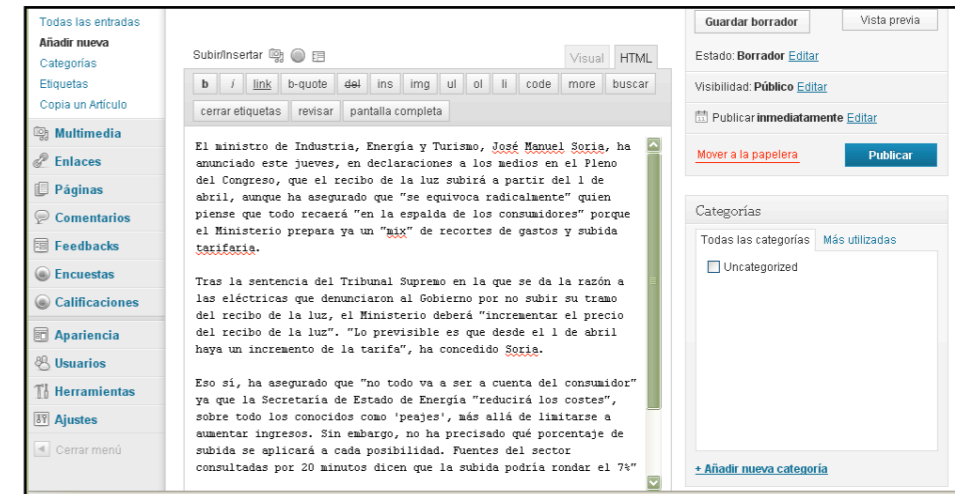 Todas las entradas
Añadir nueva
Categorías
Etiquetas
Copia un Artículo
Multimedia
Enlaces
Páginas
Comentarios
Feedbacks
Encuestas
Calificaciones
Apariencia
Usuarios
Herramientas
Ajustes
Cerrar menú
Subir/Insertar
Visual HTML
b i link b-quote del ins img ul ol li code more buscar
cerrar etiquetas revisar pantalla completa
El ministro de Industria, Energía y Turismo, José Manuel Soria, ha
anunciado este jueves, en declaraciones a los medios en el Pleno
del Congreso, que el recibo de la luz subirá a partir del 1 de
abril, aunque ha asegurado que "se equivoca radicalmente" quien
piense que todo recaerá "en la espalda de los consumidores" porque
el Ministerio prepara ya un "mix" de recortes de gastos y subida
tarifaria.
Tras la sentencia del Tribunal Supremo en la que se da la razón a
las eléctricas que denunciaron al Gobierno por no subir su tramo
del recibo de la luz, el Ministerio deberá "incrementar el precio
del recibo de la luz". "Lo previsible es que desde el 1 de abril
haya un incremento de la tarifa", ha concedido Soria.
Eso sí, ha asegurado que "no todo va a ser a cuenta del consumidor"
ya que la Secretaría de Estado de Energía "reducirá los costes",
sobre todo los conocidos como 'peajes', más allá de limitarse a
aumentar ingresos. Sin embargo, no ha precisado qué porcentaje de
subida se aplicará a cada posibilidad. Fuentes del sector
consultadas por 20 minutos dicen que la subida podría rondar el 7%"
Guardar borrador Vista previa
Estado: Borrador Editar
Visibilidad: Público Editar
Publicar inmediatamente Editar
Mover a la papelera Publicar
Categorías
Todas las categorías Más utilizadas
Uncategorized
+ Añadir nueva categoría